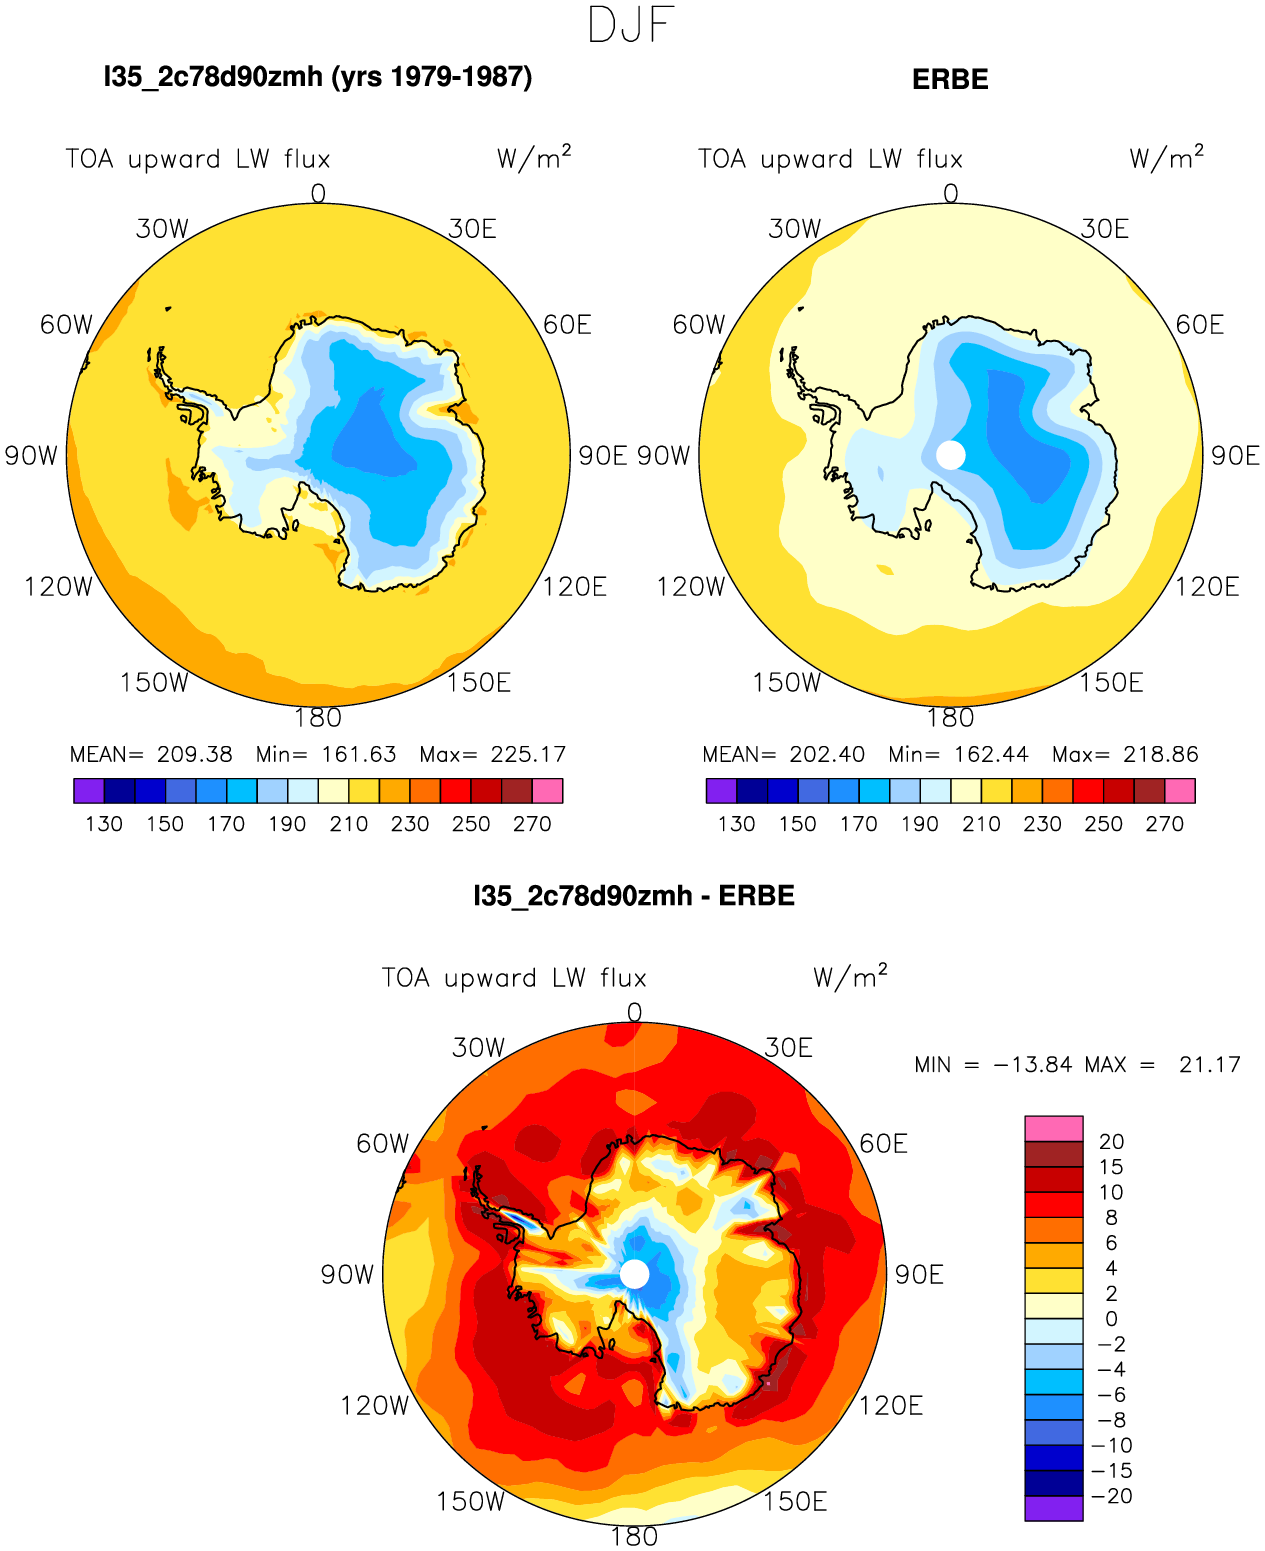 DJF
l35_2c78d90zmh (yrs 1979-1987)
ERBE
TOA upward LW flux W/m²
TOA upward LW flux W/m²
0
30W 30E
60W 60E
90W 90E
120W 120E
150W 150E
180
0
30W 30E
60W 60E
90W 90E
120W 120E
150W 150E
180
MEAN= 209.38 Min= 161.63 Max= 225.17
130 150 170 190 210 230 250 270
MEAN= 202.40 Min= 162.44 Max= 218.86
130 150 170 190 210 230 250 270
l35_2c78d90zmh - ERBE
TOA upward LW flux W/m²
0
30W 30E
60W 60E
90W 90E
120W 120E
150W 150E
180
MIN = −13.84 MAX = 21.17
20
15
10
8
6
4
2
0
−2
−4
−6
−8
−10
−15
−20